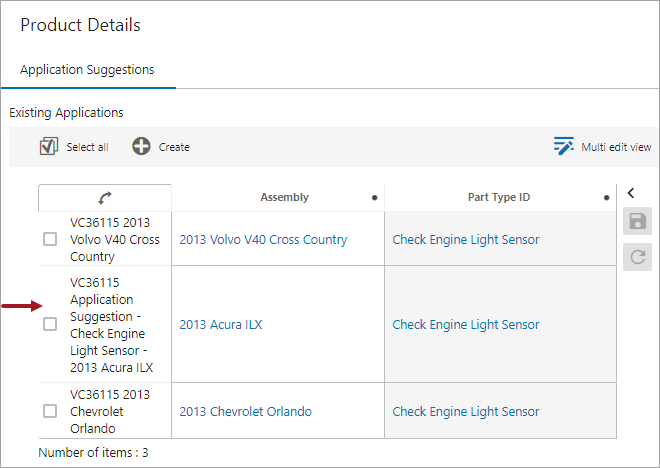 Product Details
Application Suggestions
Existing Applications
Select all
Create
Multi edit view
Assembly
Part Type ID
VC36115 2013
Volvo V40 Cross
Country
2013 Volvo V40 Cross Country
Check Engine Light Sensor
VC36115
Application
Suggestion -
Check Engine
Light Sensor -
2013 Acura ILX
2013 Acura ILX
Check Engine Light Sensor
VC36115 2013
Chevrolet
Orlando
2013 Chevrolet Orlando
Check Engine Light Sensor
Number of items : 3